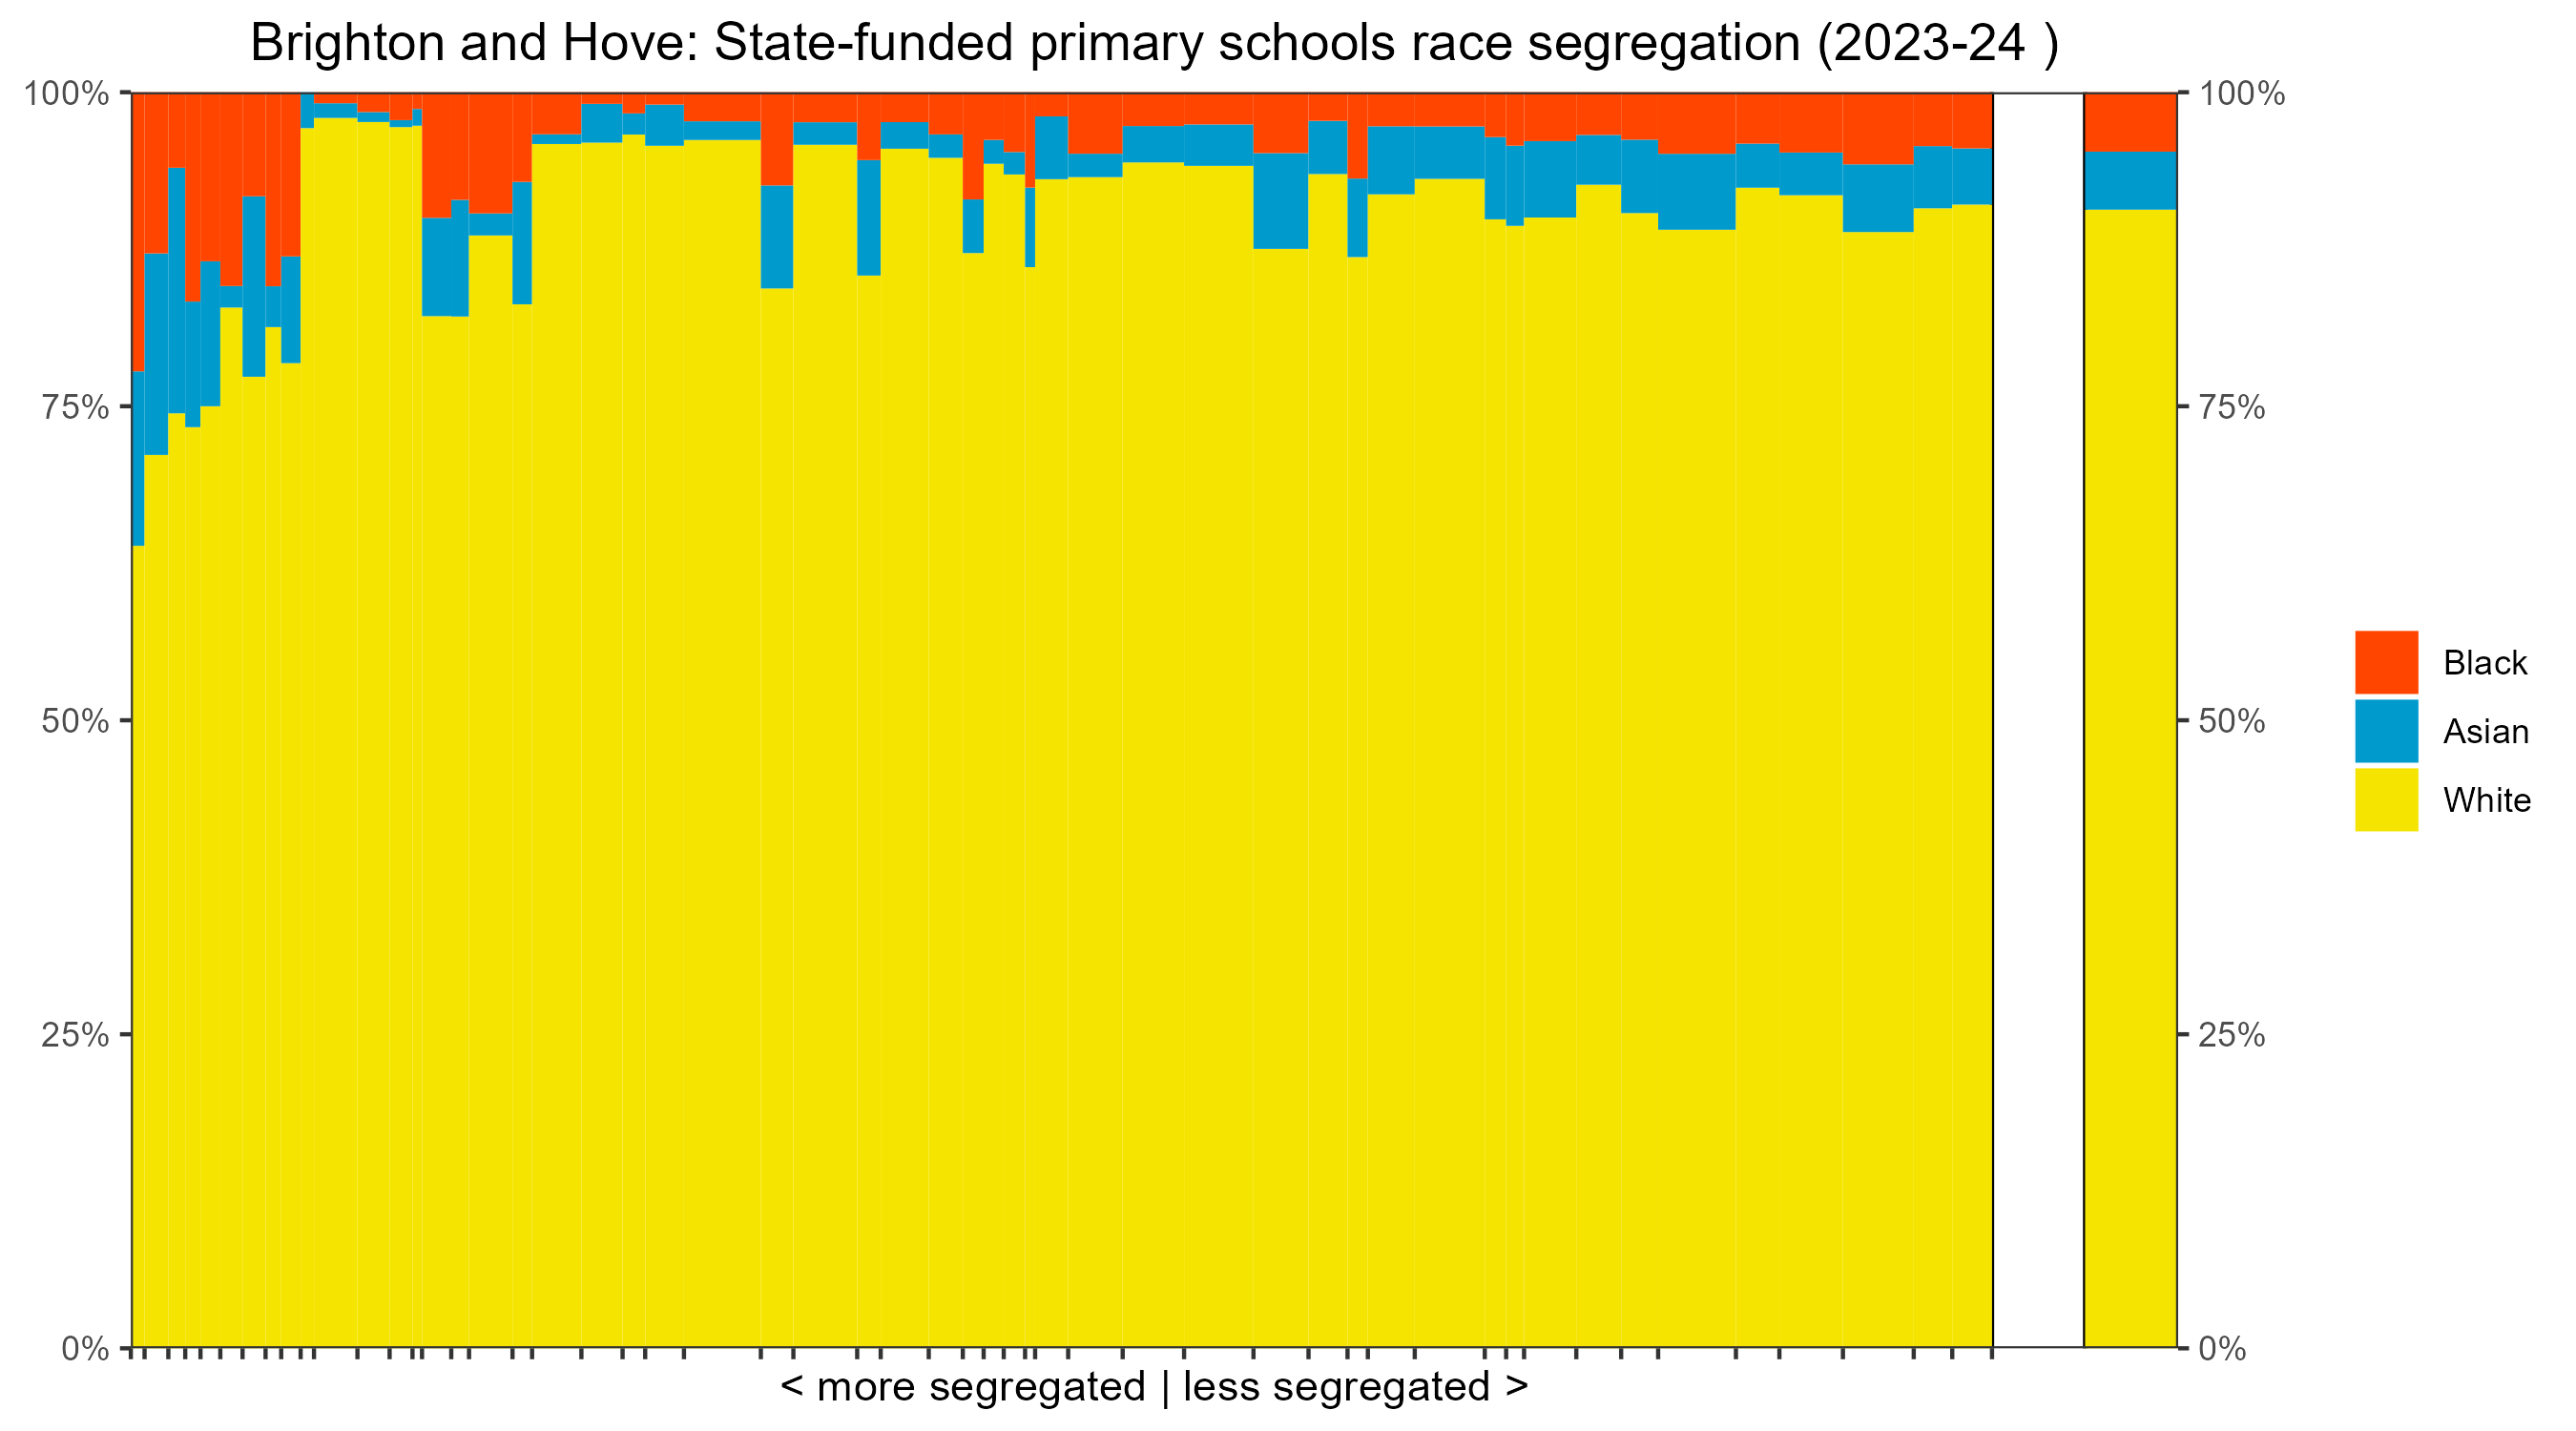 Brighton and Hove: State-funded primary schools race segregation (2023-24 )
100%
75%
50%
25%
0%
100%
75%
50%
25%
0%
Black
Asian
White
< more segregated | less segregated >